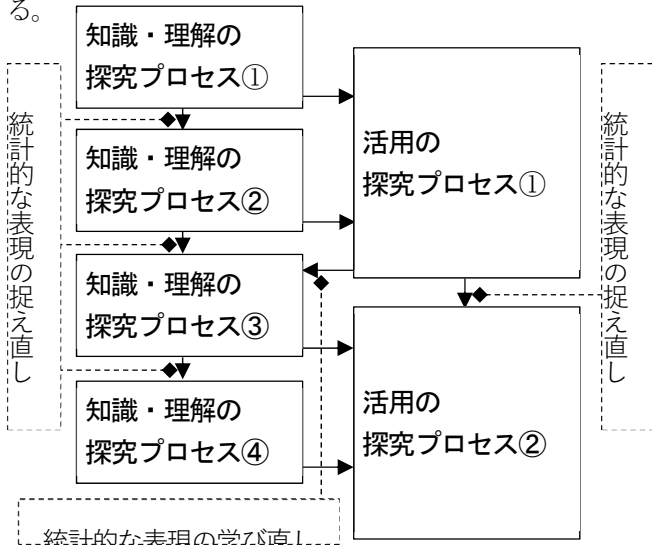 る。
知識・理解の
探究プロセス①
知識・理解の
探究プロセス②
知識・理解の
探究プロセス③
知識・理解の
探究プロセス④
活用の
探究プロセス①
活用の
探究プロセス②
統計的な表現の捉え直し
統計的な表現の捉え直し
統計的な表現の学び直し